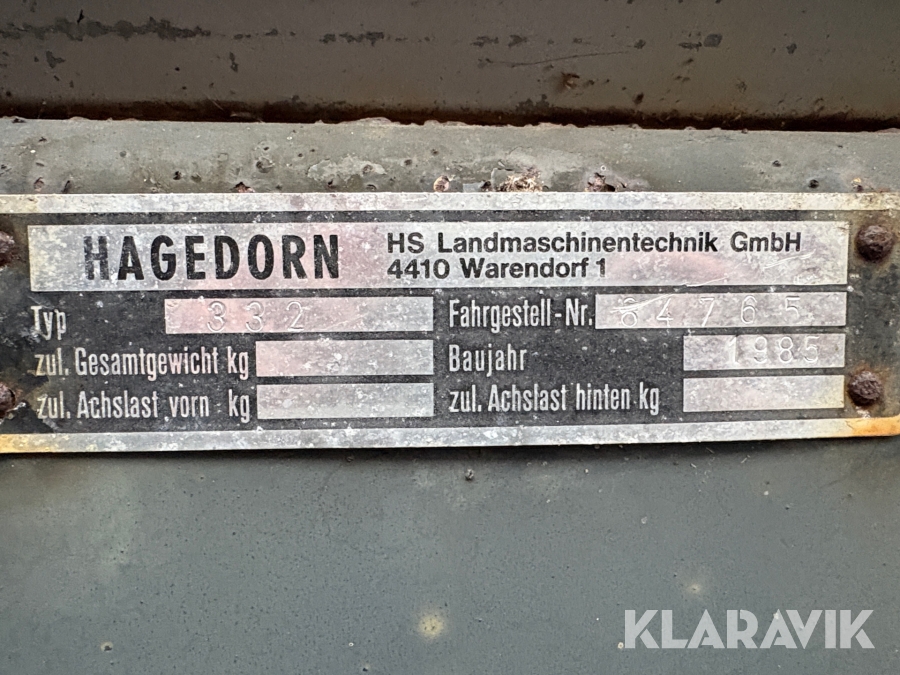 HAGEDORN HS Landmaschinentechnik GmbH
4410 Warendorf 1
Typ 332 Fahrgestell-Nr. 64765
zul. Gesamtgewicht kg Baujahr 1985
zul. Achslast vorn kg zul. Achslast hinten kg
KLARAVIK